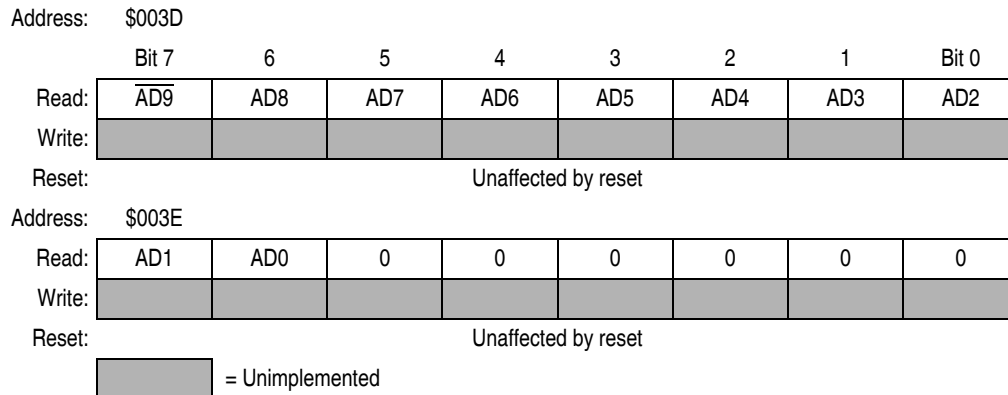 Address: $003D
Bit 7 6 5 4 3 2 1 Bit 0
Read: A̅D̅9̅ AD8 AD7 AD6 AD5 AD4 AD3 AD2
Write:
Reset: Unaffected by reset
Address: $003E
Read: AD1 AD0 0 0 0 0 0 0
Write:
Reset: Unaffected by reset
= Unimplemented